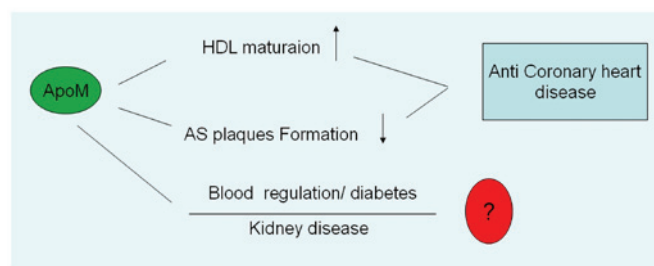 HDL maturaion
ApoM
Anti Coronary heart
disease
AS plaques Formation
Blood regulation/ diabetes
Kidney disease
?